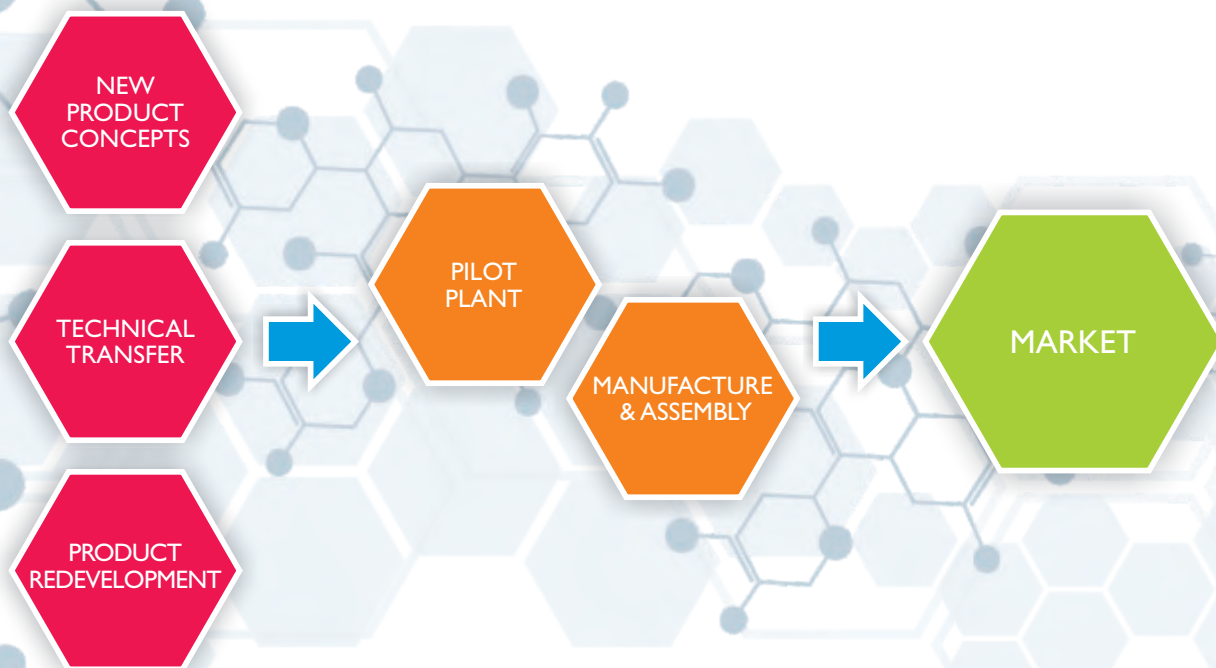 NEW
PRODUCT
CONCEPTS
TECHNICAL
TRANSFER
PRODUCT
REDEVELOPMENT
PILOT
PLANT
MANUFACTURE
& ASSEMBLY
MARKET